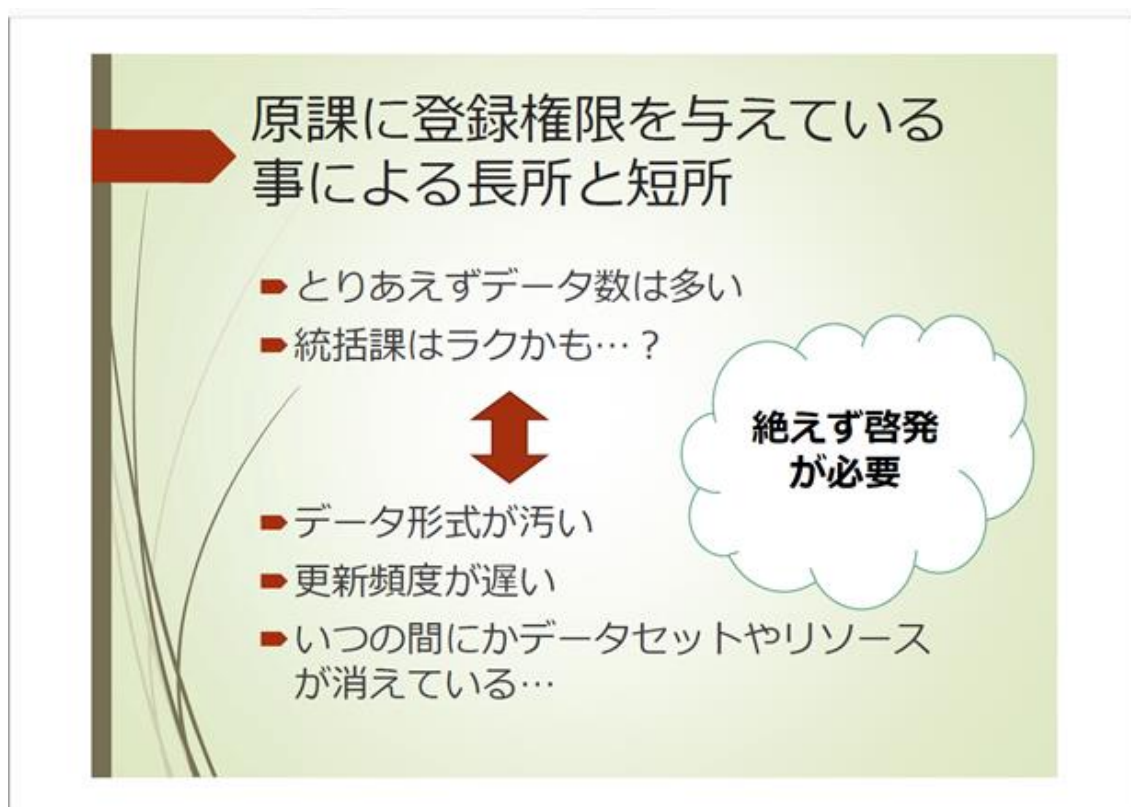 原課に登録権限を与えている
事による長所と短所
とりあえずデータ数は多い
統括課はラクかも…？
絶えず啓発
が必要
データ形式が汚い
更新頻度が遅い
いつの間にかデータセットやリソース
が消えている…